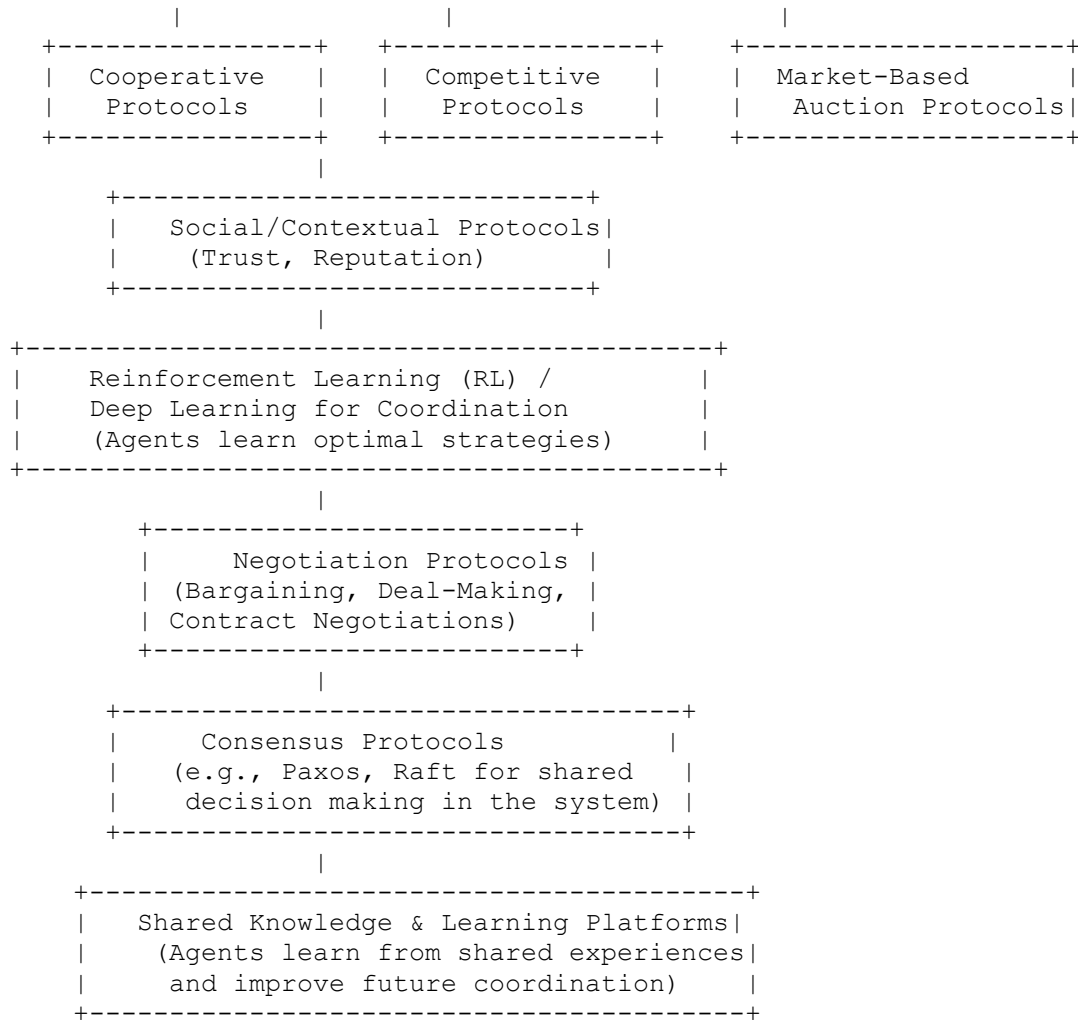 Cooperative Competitive Market-Based
Protocols Protocols Auction Protocols
Social/Contextual Protocols
(Trust, Reputation)
Reinforcement Learning (RL) /
Deep Learning for Coordination
(Agents learn optimal strategies)
Negotiation Protocols
(Bargaining, Deal-Making,
Contract Negotiations)
Consensus Protocols
(e.g., Paxos, Raft for shared
decision making in the system)
Shared Knowledge & Learning Platforms
(Agents learn from shared experiences
and improve future coordination)